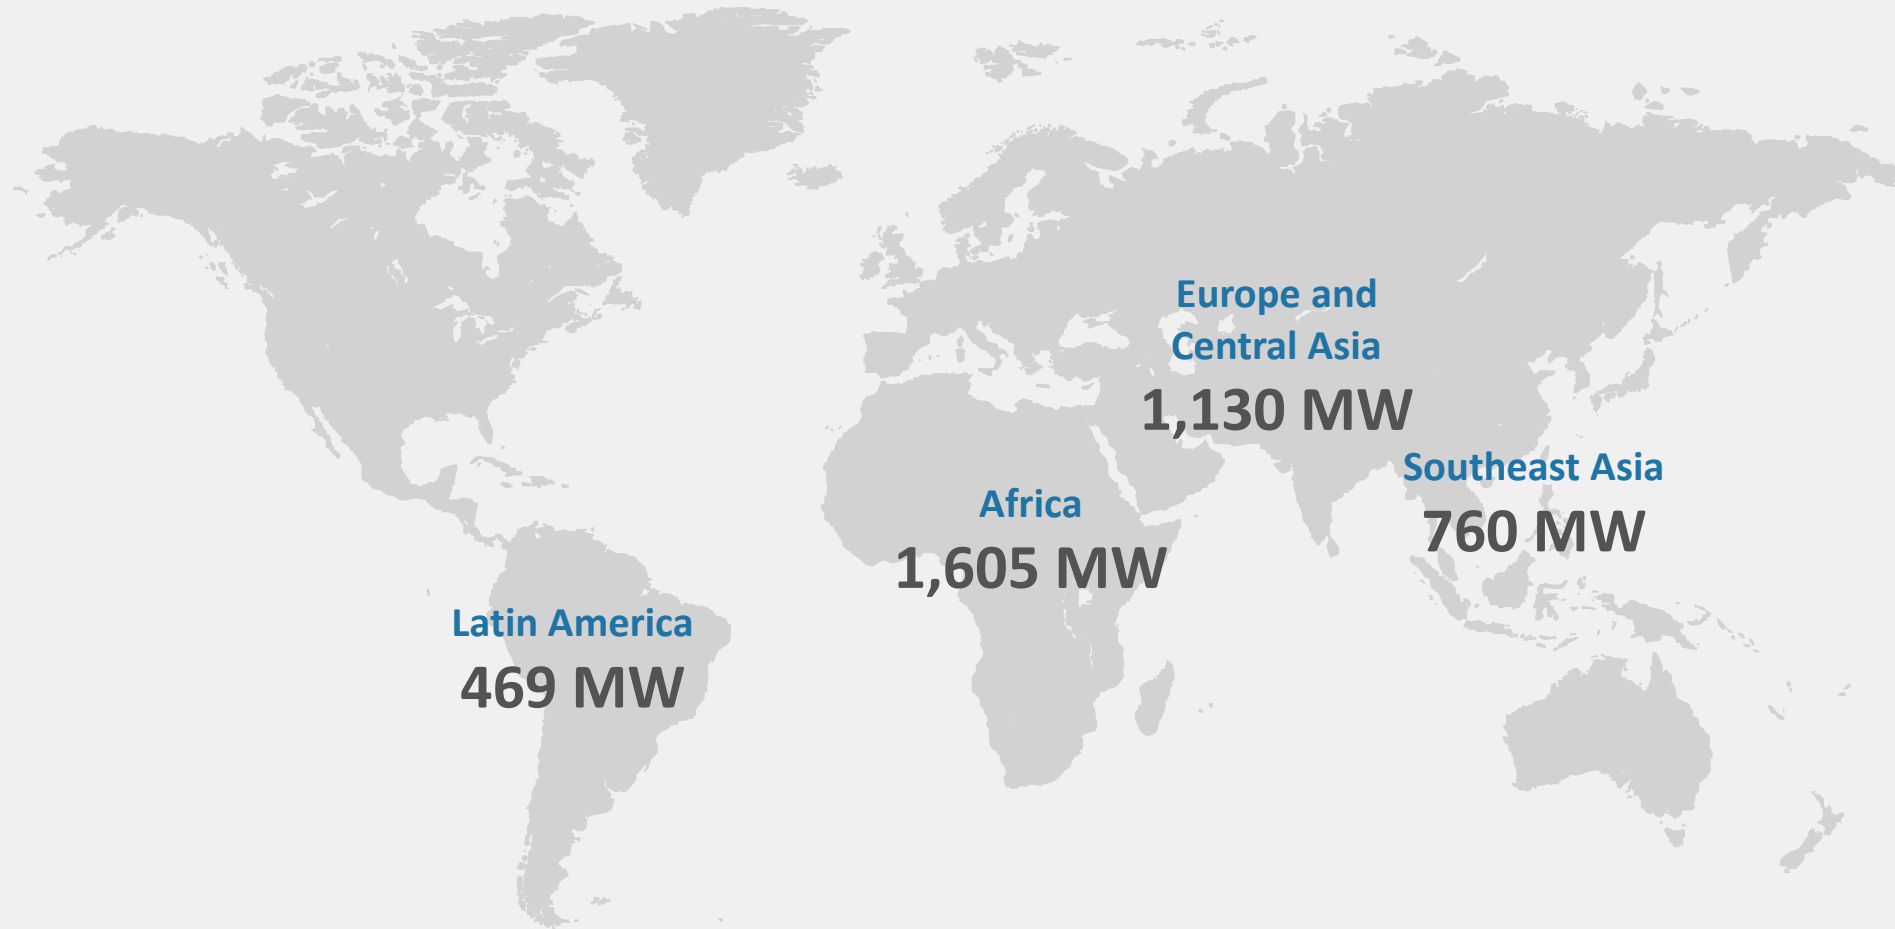 Europe and
Central Asia
1,130 MW
Southeast Asia
760 MW
Africa
1,605 MW
Latin America
469 MW